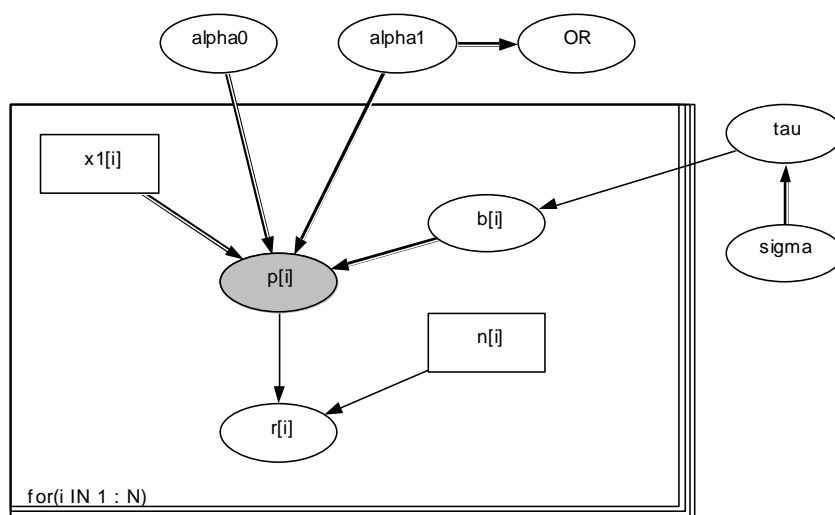 alpha0
alpha1
OR
tau
x1[i]
b[i]
sigma
p[i]
n[i]
r[i]
for(i IN 1 : N)